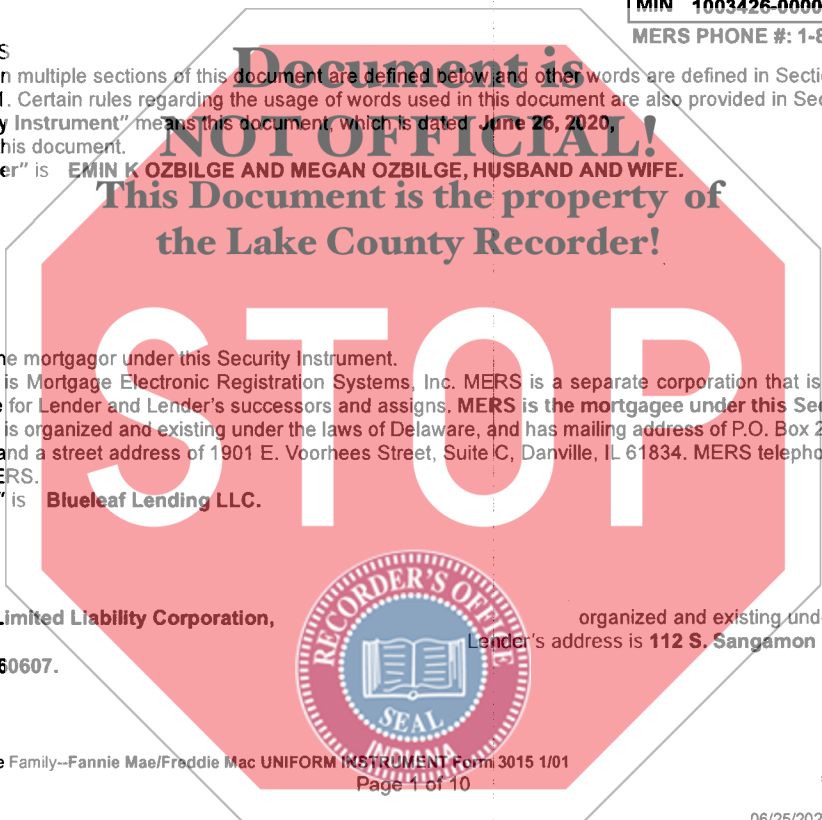 MIN 1003426-0000
MERS PHONE #: 1-8
S
Document is
n multiple sections of this document are defined below and other words are defined in Secti
1. Certain rules regarding the usage of words used in this document are also provided in Sec
y Instrument" means this document, which is dated June 26, 2020,
NOT OFFICIAL!
his document.
er" is EMIN K OZBILGE AND MEGAN OZBILGE, HUSBAND AND WIFE.
This Document is the property of
the Lake County Recorder!
STOP
he mortgagor under this Security Instrument.
is Mortgage Electronic Registration Systems, Inc. MERS is a separate corporation that is
e for Lender and Lender's successors and assigns. MERS is the mortgagee under this Sec
is organized and existing under the laws of Delaware, and has mailing address of P.O. Box 2
and a street address of 1901 E. Voorhees Street, Suite C, Danville, IL 61834. MERS telepho
ERS.
" is Blueleaf Lending LLC.
RECORDER'S OFFICE
SEAL
INDIANA
Limited Liability Corporation, organized and existing und
Lender's address is 112 S. Sangamon
60607.
e Family--Fannie Mae/Freddie Mac UNIFORM INSTRUMENT Form 3015 1/01
Page 1 of 10
06/25/202